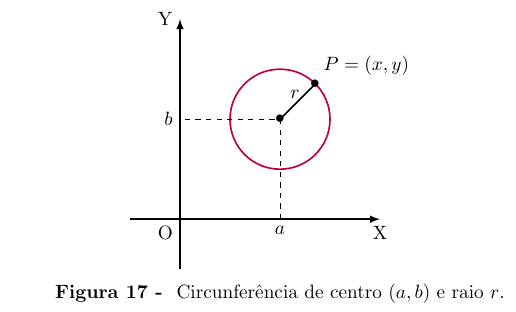 Y
P = (x, y)
r
b
O
a
X
Figura 17 - Circunferência de centro (a, b) e raio r.